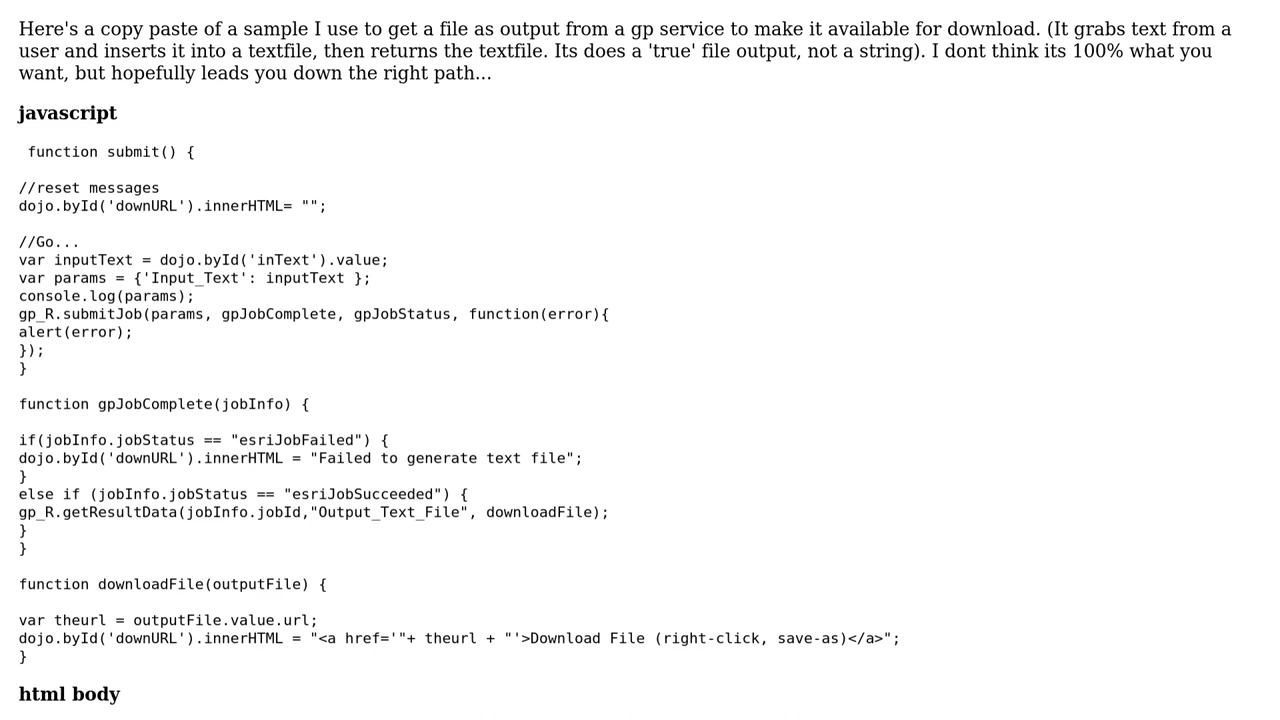 Here's a copy paste of a sample I use to get a file as output from a gp service to make it available for download. (It grabs text from a
user and inserts it into a textfile, then returns the textfile. Its does a 'true' file output, not a string). I dont think its 100% what you
want, but hopefully leads you down the right path...
javascript
function submit() {
//reset messages
dojo.byId('downURL').innerHTML= "";
//Go...
var inputText = dojo.byId('inText').value;
var params = {'Input_Text': inputText };
console.log(params);
gp_R.submitJob(params, gpJobComplete, gpJobStatus, function(error){
alert(error);
});
}
function gpJobComplete(jobInfo) {
if(jobInfo.jobStatus == "esriJobFailed") {
dojo.byId('downURL').innerHTML = "Failed to generate text file";
}
else if (jobInfo.jobStatus == "esriJobSucceeded") {
gp_R.getResultData(jobInfo.jobId,"Output_Text_File", downloadFile);
}
}
function downloadFile(outputFile) {
var theurl = outputFile.value.url;
dojo.byId('downURL').innerHTML = "<a href='"+ theurl + "'>Download File (right-click, save-as)</a>";
}
html body